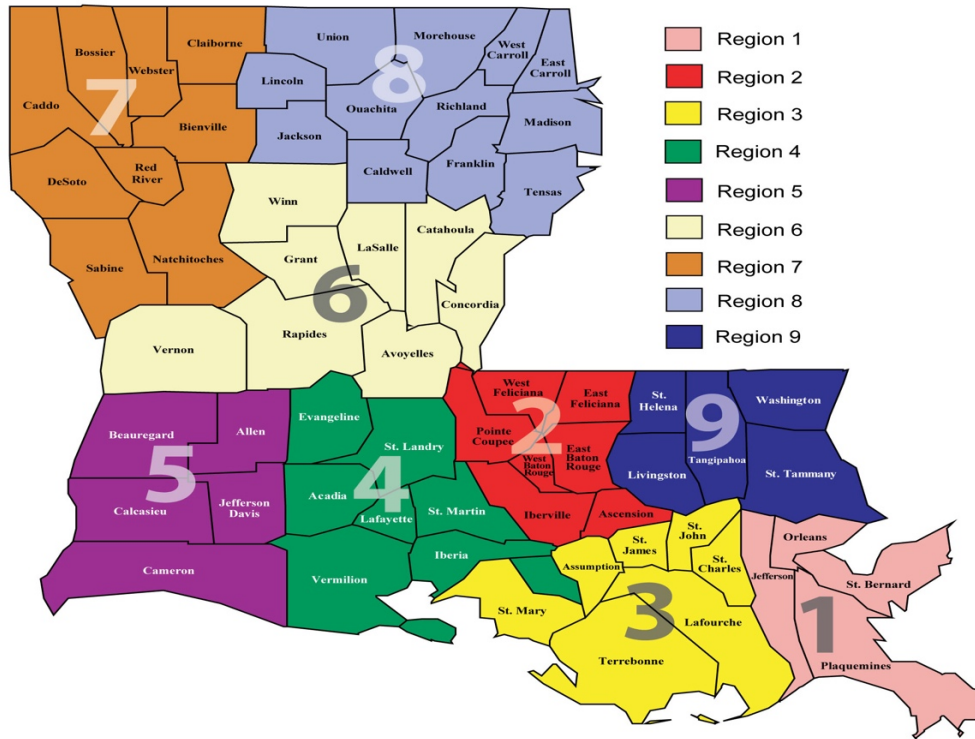 Union
Morehouse
West
Carroll
East
Carroll
Claiborne
Bossier
Webster
8
Region 1
Region 2
Region 3
Region 4
Region 5
Region 6
Region 7
Region 8
Region 9
Lincoln
Caddo
7
Ouachita
Richland
Madison
Bienville
Jackson
Franklin
Caldwell
Tensas
DeSoto
Red
River
Winn
Catahoula
LaSalle
Grant
Natchitoches
Sabine
6
Concordia
Rapides
Vernon
Avoyelles
West
Feliciana
East
Feliciana
St.
Helena
Washington
2
9
Evangeline
Allen
Beauregard
Pointe
Coupee
St. Landry
West
Baton
Rouge
East
Baton
Rouge
Tangipahoa
Livingston
St. Tammany
5
4
Acadia
Jefferson
Davis
Calcasieu
Lafayette
St. Martin
Iberville
Ascension
St.
John
Orleans
St.
James
Iberia
Assumption
St.
Charles
Jefferson
Cameron
Vermilion
St. Bernard
St. Mary
3
1
Lafourche
Terrebonne
Plaquemines